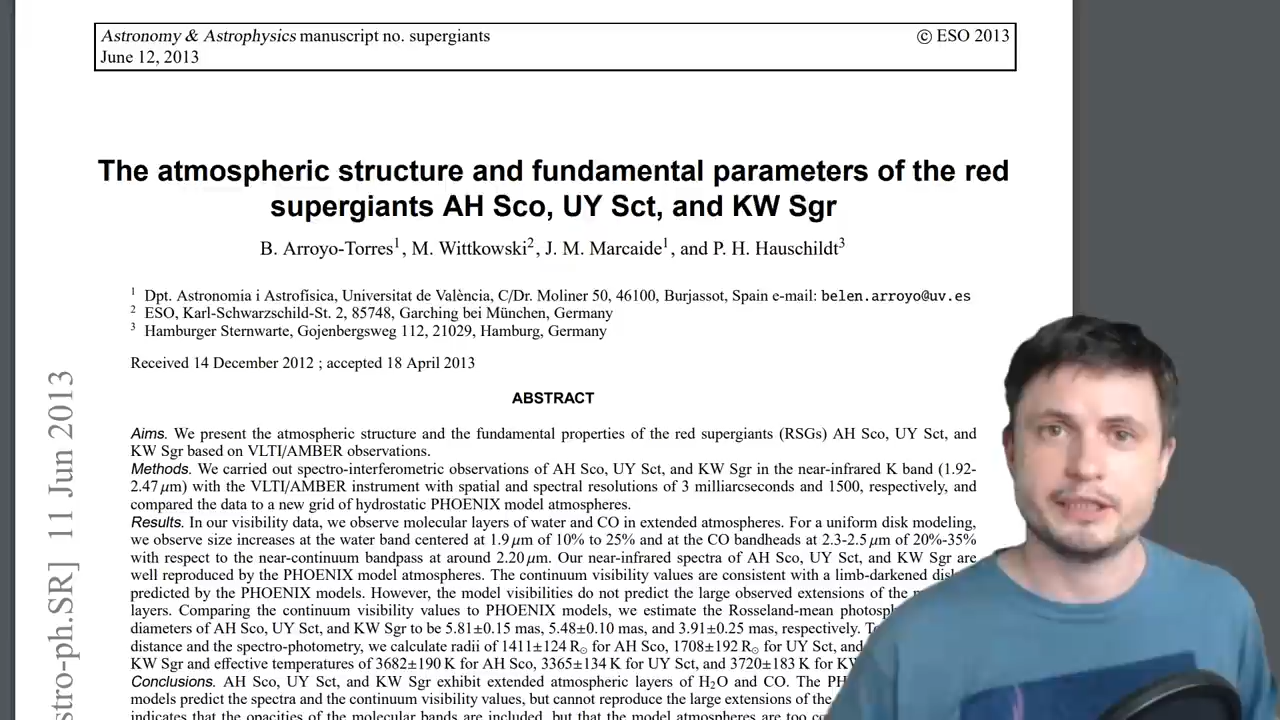 Astronomy & Astrophysics manuscript no. supergiants
© ESO 2013
June 12, 2013
The atmospheric structure and fundamental parameters of the red
supergiants AH Sco, UY Sct, and KW Sgr
B. Arroyo-Torres1, M. Wittkowski2, J. M. Marcaide1, and P. H. Hauschildt3
1 Dpt. Astronomia i Astrofísica, Universitat de València, C/Dr. Moliner 50, 46100, Burjassot, Spain e-mail: belen.arroyo@uv.es
2 ESO, Karl-Schwarzschild-St. 2, 85748, Garching bei München, Germany
3 Hamburger Sternwarte, Gojenbergsweg 112, 21029, Hamburg, Germany
Received 14 December 2012 ; accepted 18 April 2013
ABSTRACT
Aims. We present the atmospheric structure and the fundamental properties of the red supergiants (RSGs) AH Sco, UY Sct, and
KW Sgr based on VLTI/AMBER observations.
Methods. We carried out spectro-interferometric observations of AH Sco, UY Sct, and KW Sgr in the near-infrared K band (1.92-
2.47 μm) with the VLTI/AMBER instrument with spatial and spectral resolutions of 3 milliarcseconds and 1500, respectively, and
compared the data to a new grid of hydrostatic PHOENIX model atmospheres.
Results. In our visibility data, we observe molecular layers of water and CO in extended atmospheres. For a uniform disk modeling,
we observe size increases at the water band centered at 1.9 μm of 10% to 25% and at the CO bandheads at 2.3-2.5 μm of 20%-35%
with respect to the near-continuum bandpass at around 2.20 μm. Our near-infrared spectra of AH Sco, UY Sct, and KW Sgr are
well reproduced by the PHOENIX model atmospheres. The continuum visibility values are consistent with a limb-darkened
predicted by the PHOENIX models. However, the model visibilities do not predict the large observed extensions of the
layers. Comparing the continuum visibility values to PHOENIX models, we estimate the Rosseland-mean
diameters of AH Sco, UY Sct, and KW Sgr to be 5.81±0.15 mas, 5.48±0.10 mas, and 3.91±0.25 mas, respectively.
distance and the spectro-photometry, we calculate radii of 1411±124 R⊙ for AH Sco, 1708±192 R⊙ for UY Sct, and
KW Sgr and effective temperatures of 3682±190 K for AH Sco, 3365±134 K for UY Sct, and 3720±183 K for
Conclusions. AH Sco, UY Sct, and KW Sgr exhibit extended atmospheric layers of H2O and CO. The
models predict the spectra and the continuum visibility values, but cannot reproduce the large extensions of the
indicates that the opacities of the molecular bands are included, but that the model atmospheres are too
stro-ph.SR] 11 Jun 2013